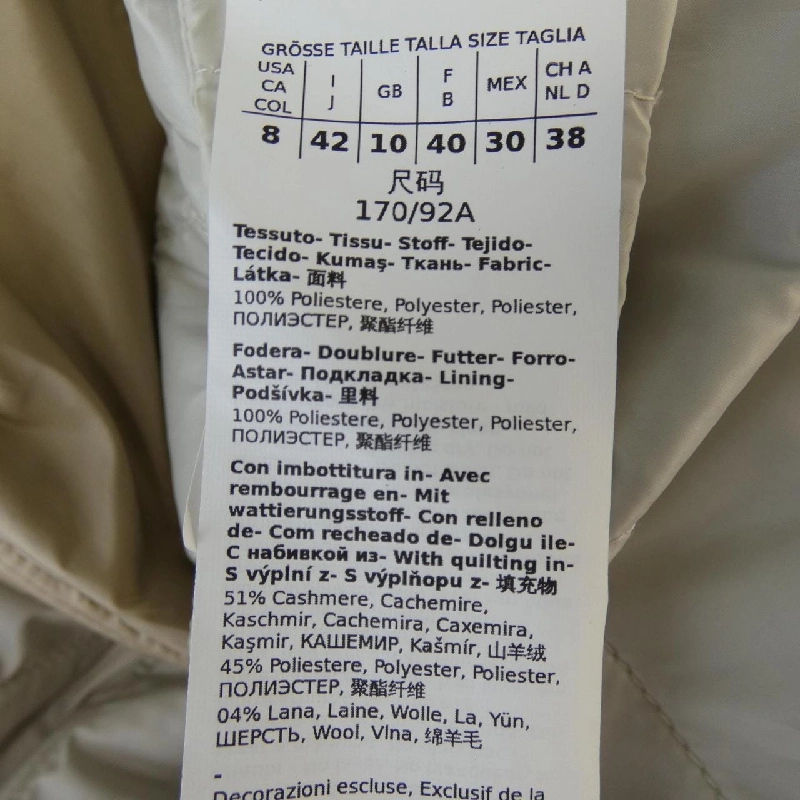 GRÖSSE TAILLE TALLA SIZE TAGLIA
USA CA COL I J GB F B MEX CH A NL D
8 42 10 40 30 38
尺码
170/92A
Tessuto- Tissu- Stoff- Tejido-
Tecido- Kumaş- Ткань- Fabric-
Látka- 面料
100% Poliestere, Polyester, Poliester,
ПОЛИЭСТЕР, 聚酯纤维
Fodera- Doublure- Futter- Forro-
Astar- Подкладка- Lining-
Podšívka- 里料
100% Poliestere, Polyester, Poliester,
ПОЛИЭСТЕР, 聚酯纤维
Con imbottitura in- Avec
rembourrage en- Mit
wattierungsstoff- Con relleno
de- Com recheado de- Dolgu ile-
С набивкой из- With quilting in-
S výplní z- S výplňopu z- 填充物
51% Cashmere, Cachemire,
Kaschmir, Cachemira, Caxemira,
Kaşmir, КАШЕМИР, Kašmír, 山羊绒
45% Poliestere, Polyester, Poliester,
ПОЛИЭСТЕР, 聚酯纤维
04% Lana, Laine, Wolle, La, Yün,
ШЕРСТЬ, Wool, Vlna, 绵羊毛
-
Decorazioni escluse, Exclusif de la